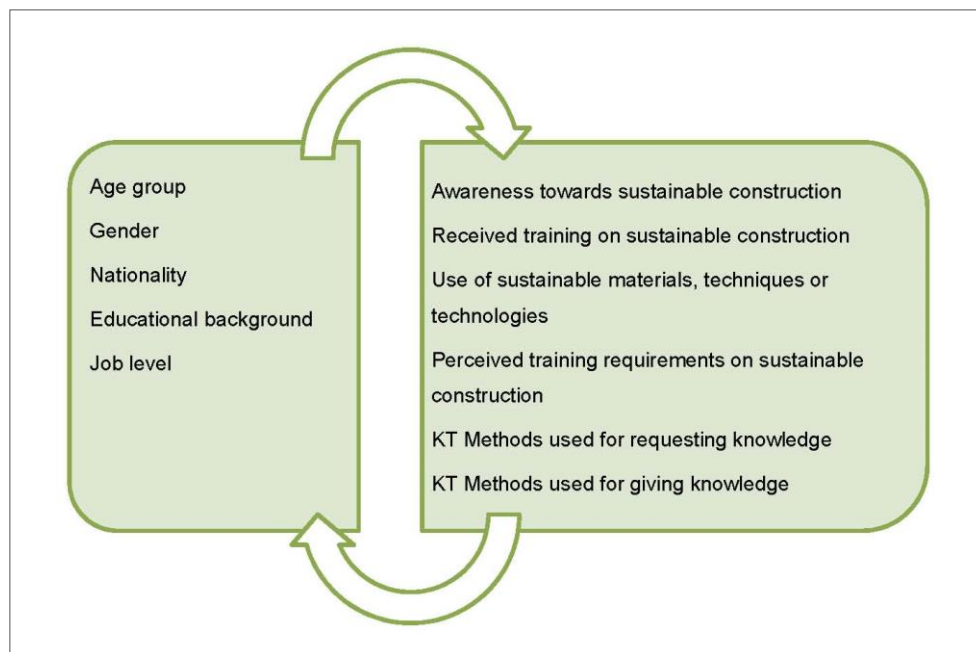 Age group
Gender
Nationality
Educational background
Job level
Awareness towards sustainable construction
Received training on sustainable construction
Use of sustainable materials, techniques or
technologies
Perceived training requirements on sustainable
construction
KT Methods used for requesting knowledge
KT Methods used for giving knowledge